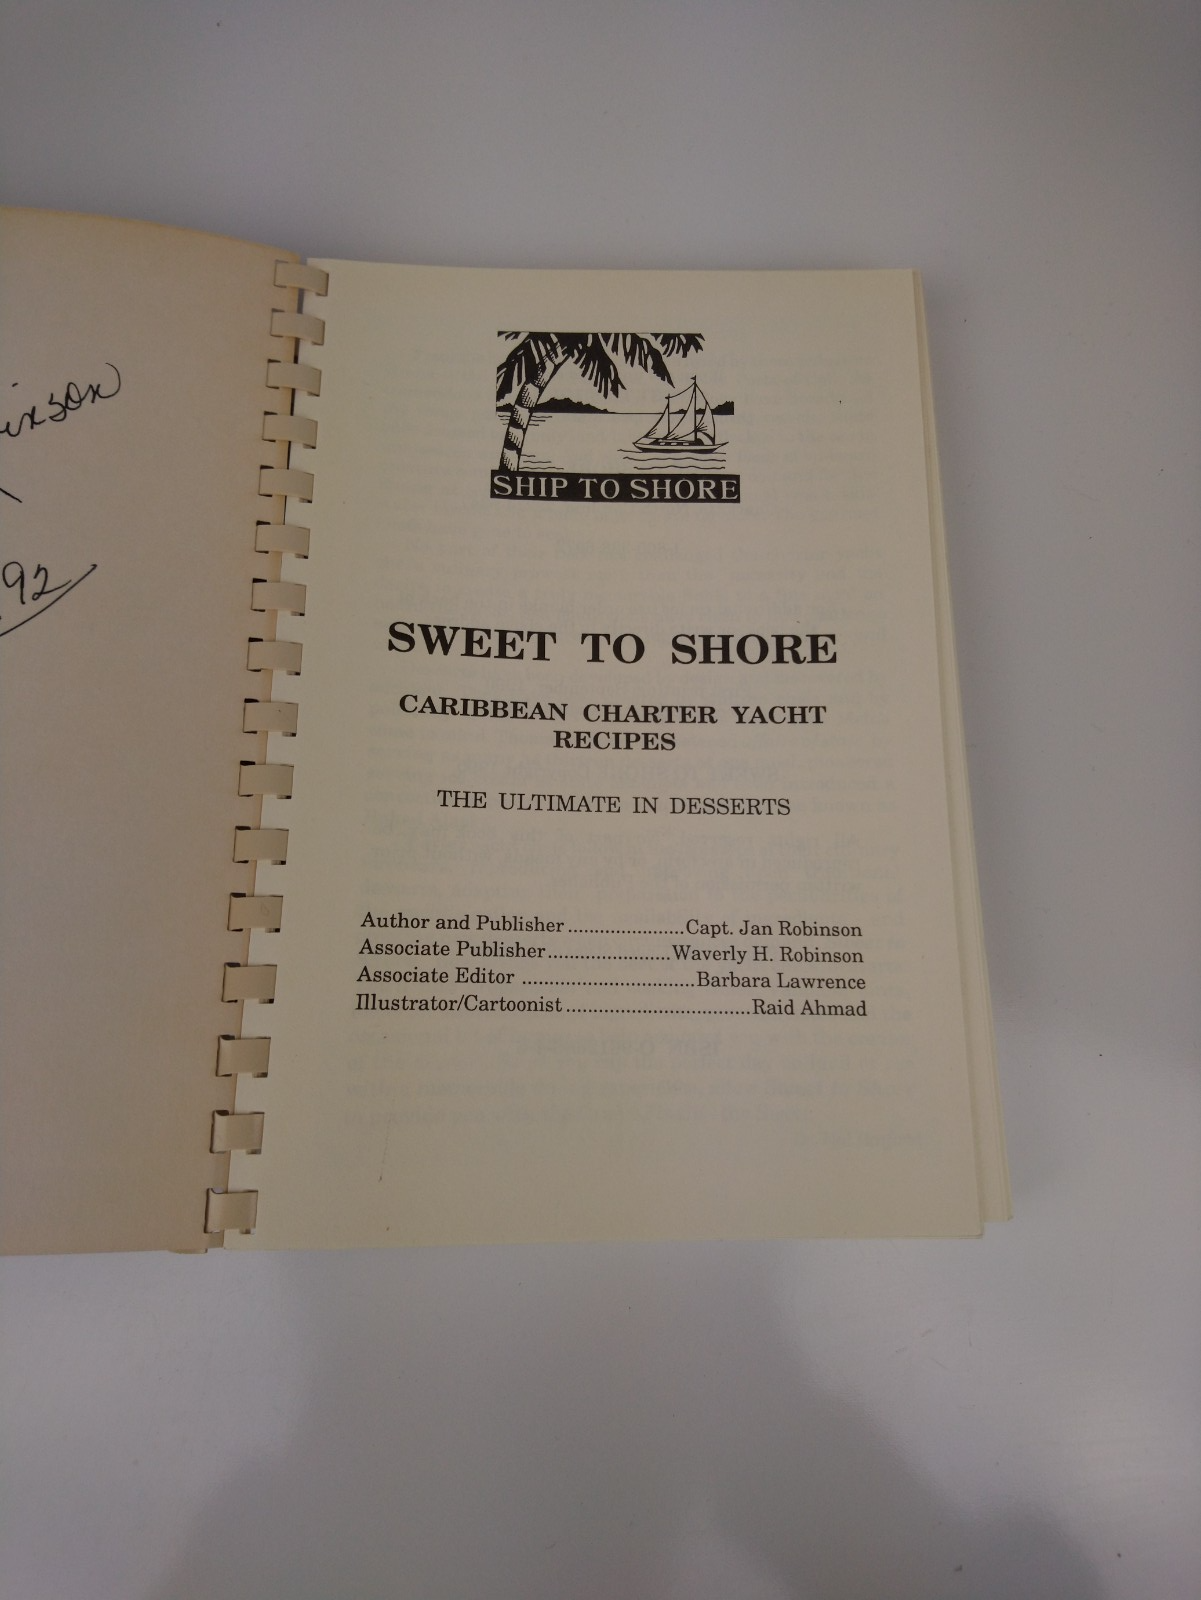 92
SHIP TO SHORE
SWEET TO SHORE
CARIBBEAN CHARTER YACHT
RECIPES
THE ULTIMATE IN DESSERTS
Author and Publisher......................Capt. Jan Robinson
Associate Publisher.......................Waverly H. Robinson
Associate Editor .................................Barbara Lawrence
Illustrator/Cartoonist...................................Raid Ahmad